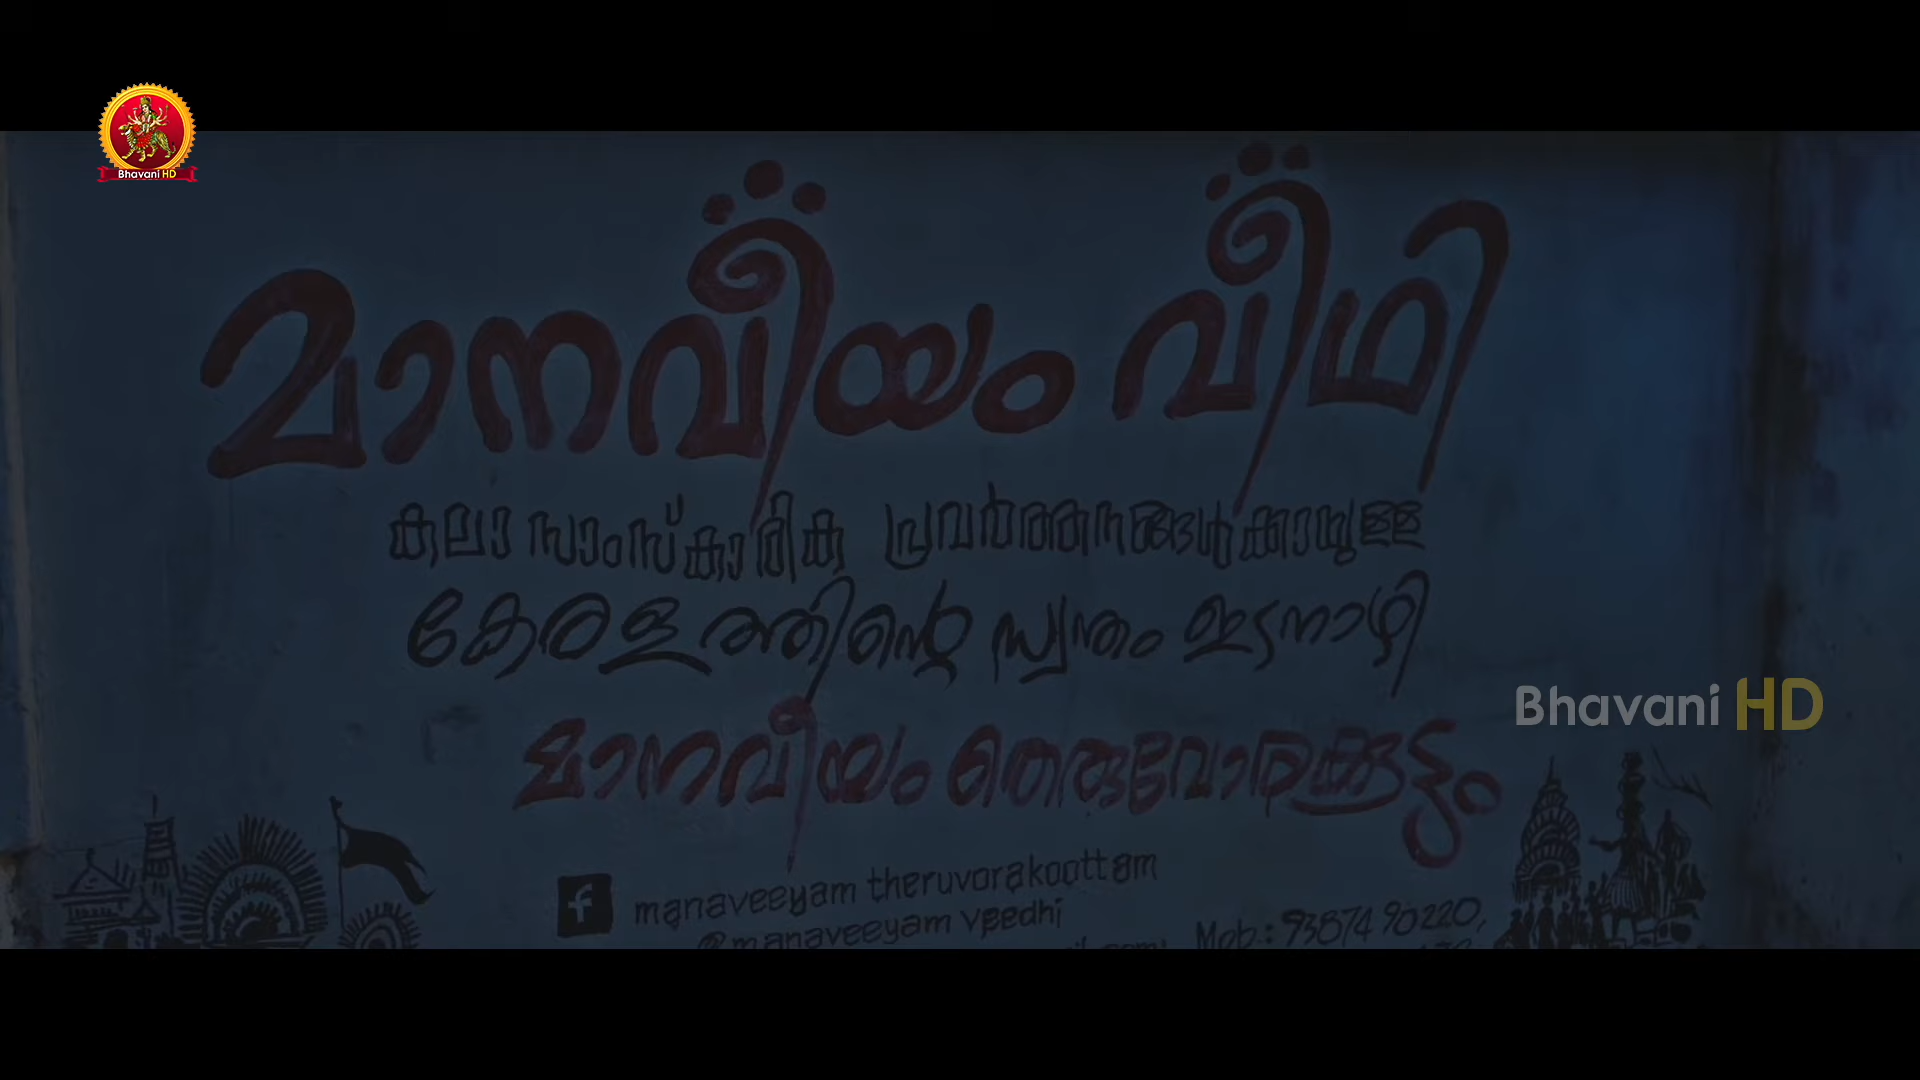 Bhavani HD
മാനവീയം വീഥി
കലാ സാംസ്കാരിക പ്രവർത്തനങ്ങൾക്കായുള്ള
കേരളത്തിന്റെ സ്വന്തം ഇടനാഴി
മാനവീയം തെരുവോരക്കൂട്ടം
Bhavani HD
f manaveeyam theruvorakoottam
@manaveeyam veedhi
Mob.: 93874 90220,